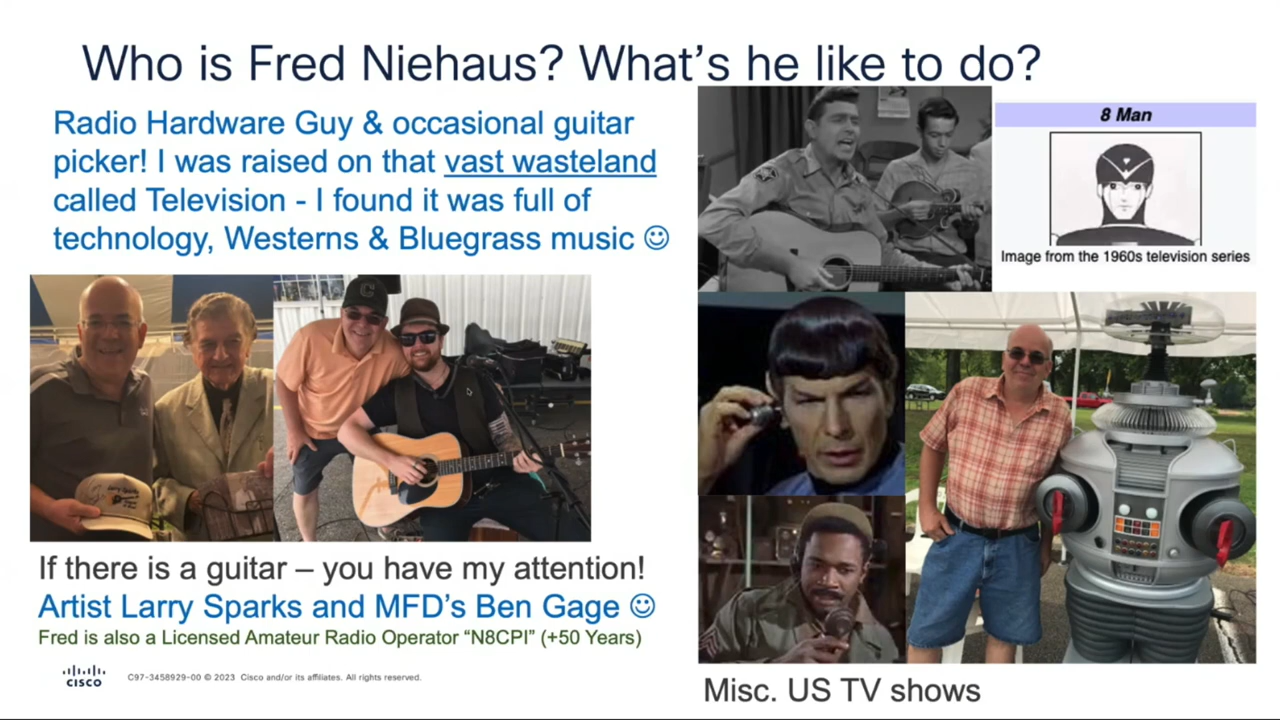 Who is Fred Niehaus? What's he like to do?
Radio Hardware Guy & occasional guitar
picker! I was raised on that vast wasteland
called Television - I found it was full of
technology, Westerns & Bluegrass music ☺
8 Man
Image from the 1960s television series
If there is a guitar – you have my attention!
Artist Larry Sparks and MFD's Ben Gage ☺
Fred is also a Licensed Amateur Radio Operator “N8CPI” (+50 Years)
CISCO
C97-3458929-00 © 2023 Cisco and/or its affiliates. All rights reserved.
Misc. US TV shows